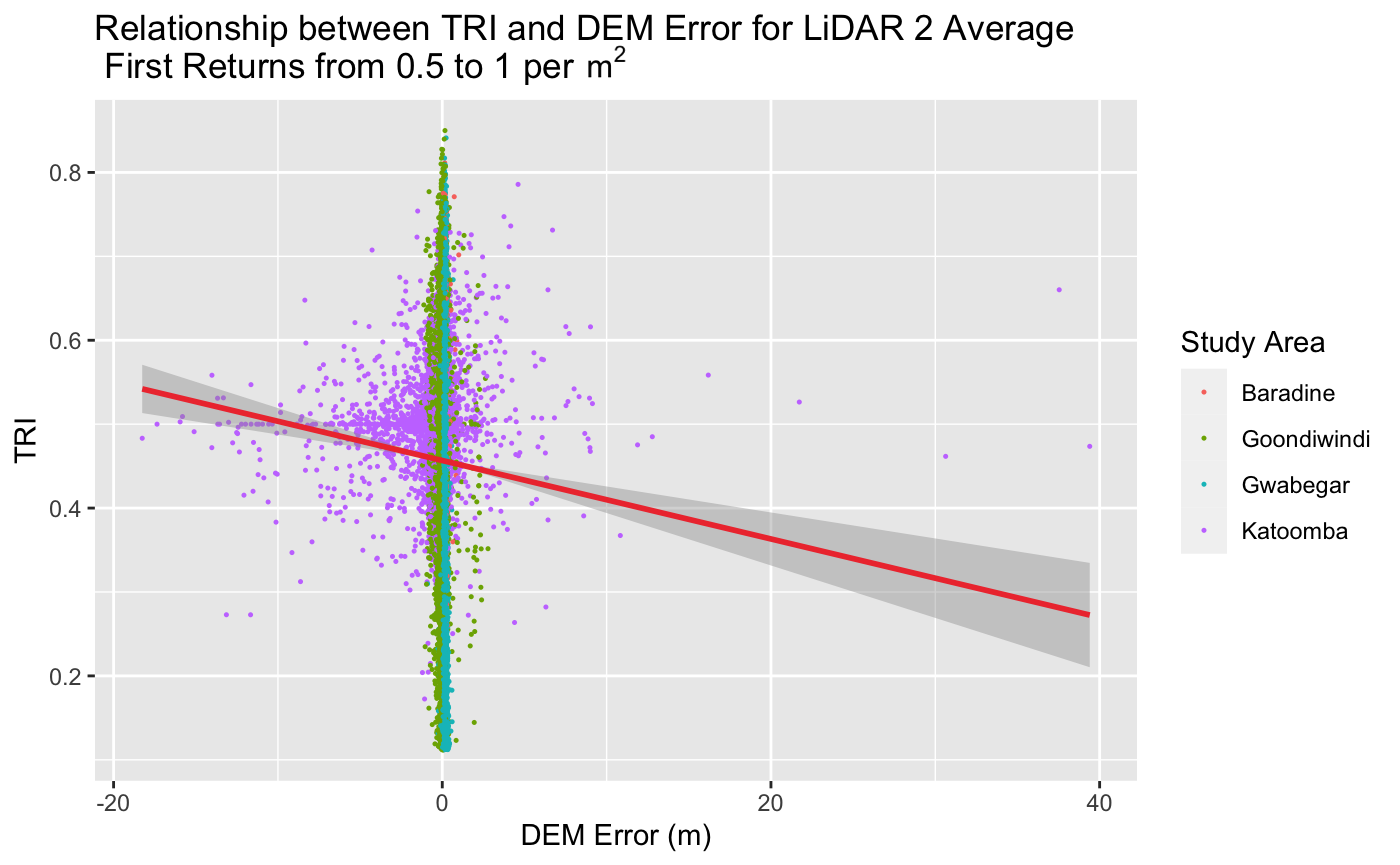 Relationship between TRI and DEM Error for LiDAR 2 Average
First Returns from 0.5 to 1 per m²
TRI
0.8
0.6
0.4
0.2
-20
0
20
40
DEM Error (m)
Study Area
Baradine
Goondiwindi
Gwabegar
Katoomba